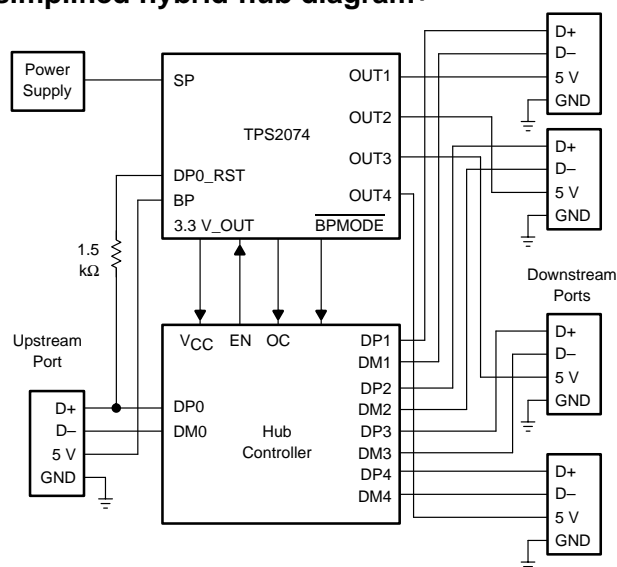 simplified hybrid hub diagram
Power
Supply
SP
TPS2074
OUT1
OUT2
OUT3
OUT4
DP0_RST
BP
3.3 V_OUT
BPMODE
1.5
kΩ
Upstream
Port
D+
D–
5 V
GND
VCC
EN
OC
DP0
DM0
Hub
Controller
DP1
DM1
DP2
DM2
DP3
DM3
DP4
DM4
D+
D–
5 V
GND
D+
D–
5 V
GND
Downstream
Ports
D+
D–
5 V
GND
D+
D–
5 V
GND